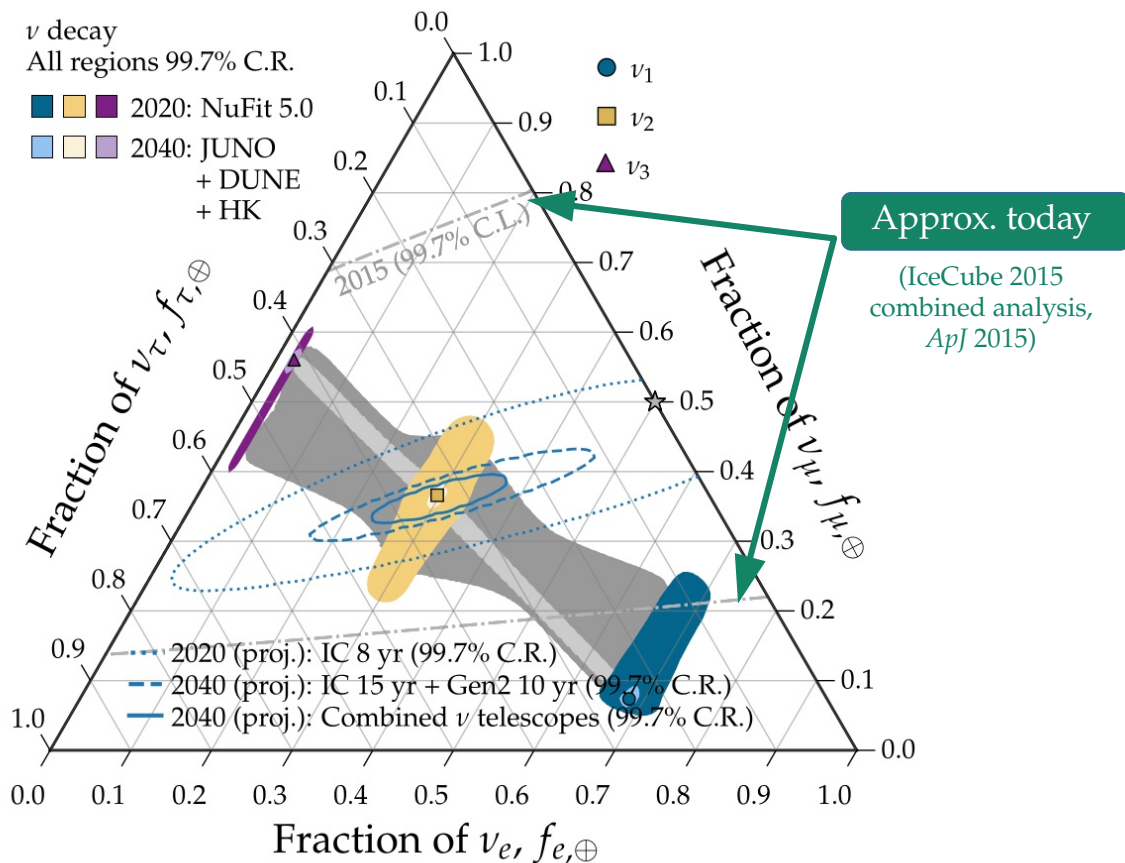 ν decay
All regions 99.7% C.R.
2020: NuFit 5.0
2040: JUNO
+ DUNE
+ HK
ν1
ν2
ν3
0.0
0.1
0.2
0.3
0.4
0.5
0.6
0.7
0.8
0.9
1.0
Fraction of ντ, fτ,⊕
1.0
0.9
0.8
0.7
0.6
0.5
0.4
0.3
0.2
0.1
0.0
Fraction of νμ, fμ,⊕
2015 (99.7% C.L.)
Approx. today
(IceCube 2015
combined analysis,
ApJ 2015)
2020 (proj.): IC 8 yr (99.7% C.R.)
2040 (proj.): IC 15 yr + Gen2 10 yr (99.7% C.R.)
2040 (proj.): Combined ν telescopes (99.7% C.R.)
0.0 0.1 0.2 0.3 0.4 0.5 0.6 0.7 0.8 0.9 1.0
Fraction of νe, fe,⊕